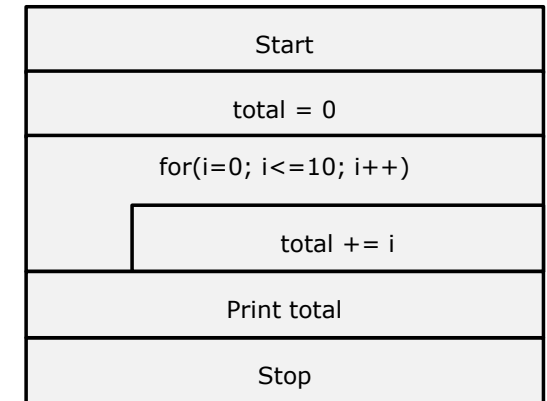 Start
total = 0
for(i=0; i<=10; i++)
total += i
Print total
Stop